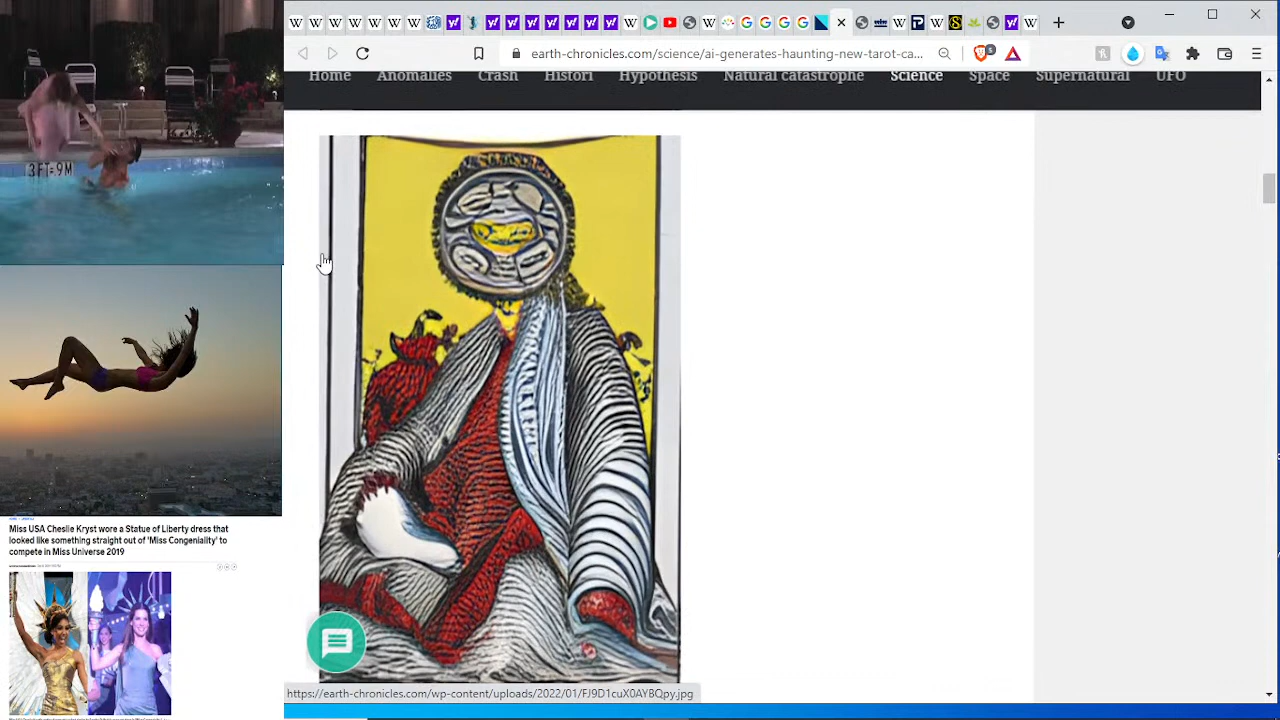 3 FT=9M
Miss USA Cheslie Kryst wore a Statue of Liberty dress that
looked like something straight out of 'Miss Congeniality' to
compete in Miss Universe 2019
earth-chronicles.com/science/ai-generates-haunting-new-tarot-ca...
Home Anomalies Crash Histori Hypothesis Natural catastrophe Science Space Supernatural UFO
https://earth-chronicles.com/wp-content/uploads/2022/01/FJ9D1cuX0AYBQpy.jpg